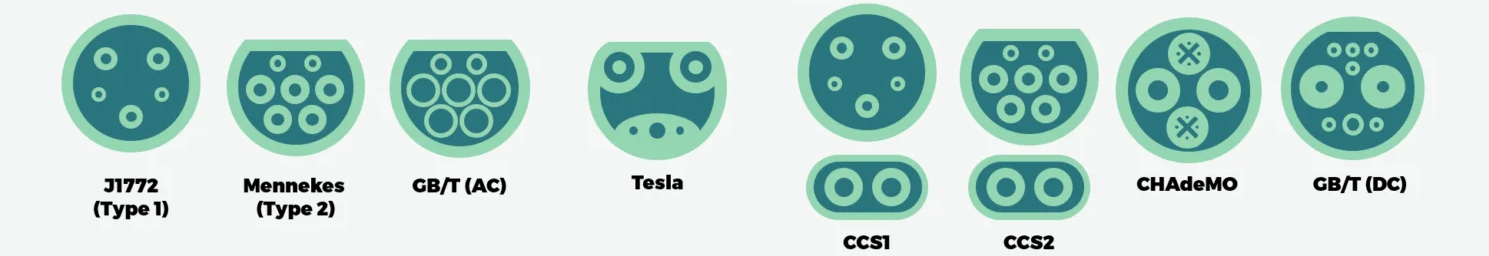 J1772
(Type 1)
Mennekes
(Type 2)
GB/T (AC)
Tesla
CCS1
CCS2
CHAdeMO
GB/T (DC)